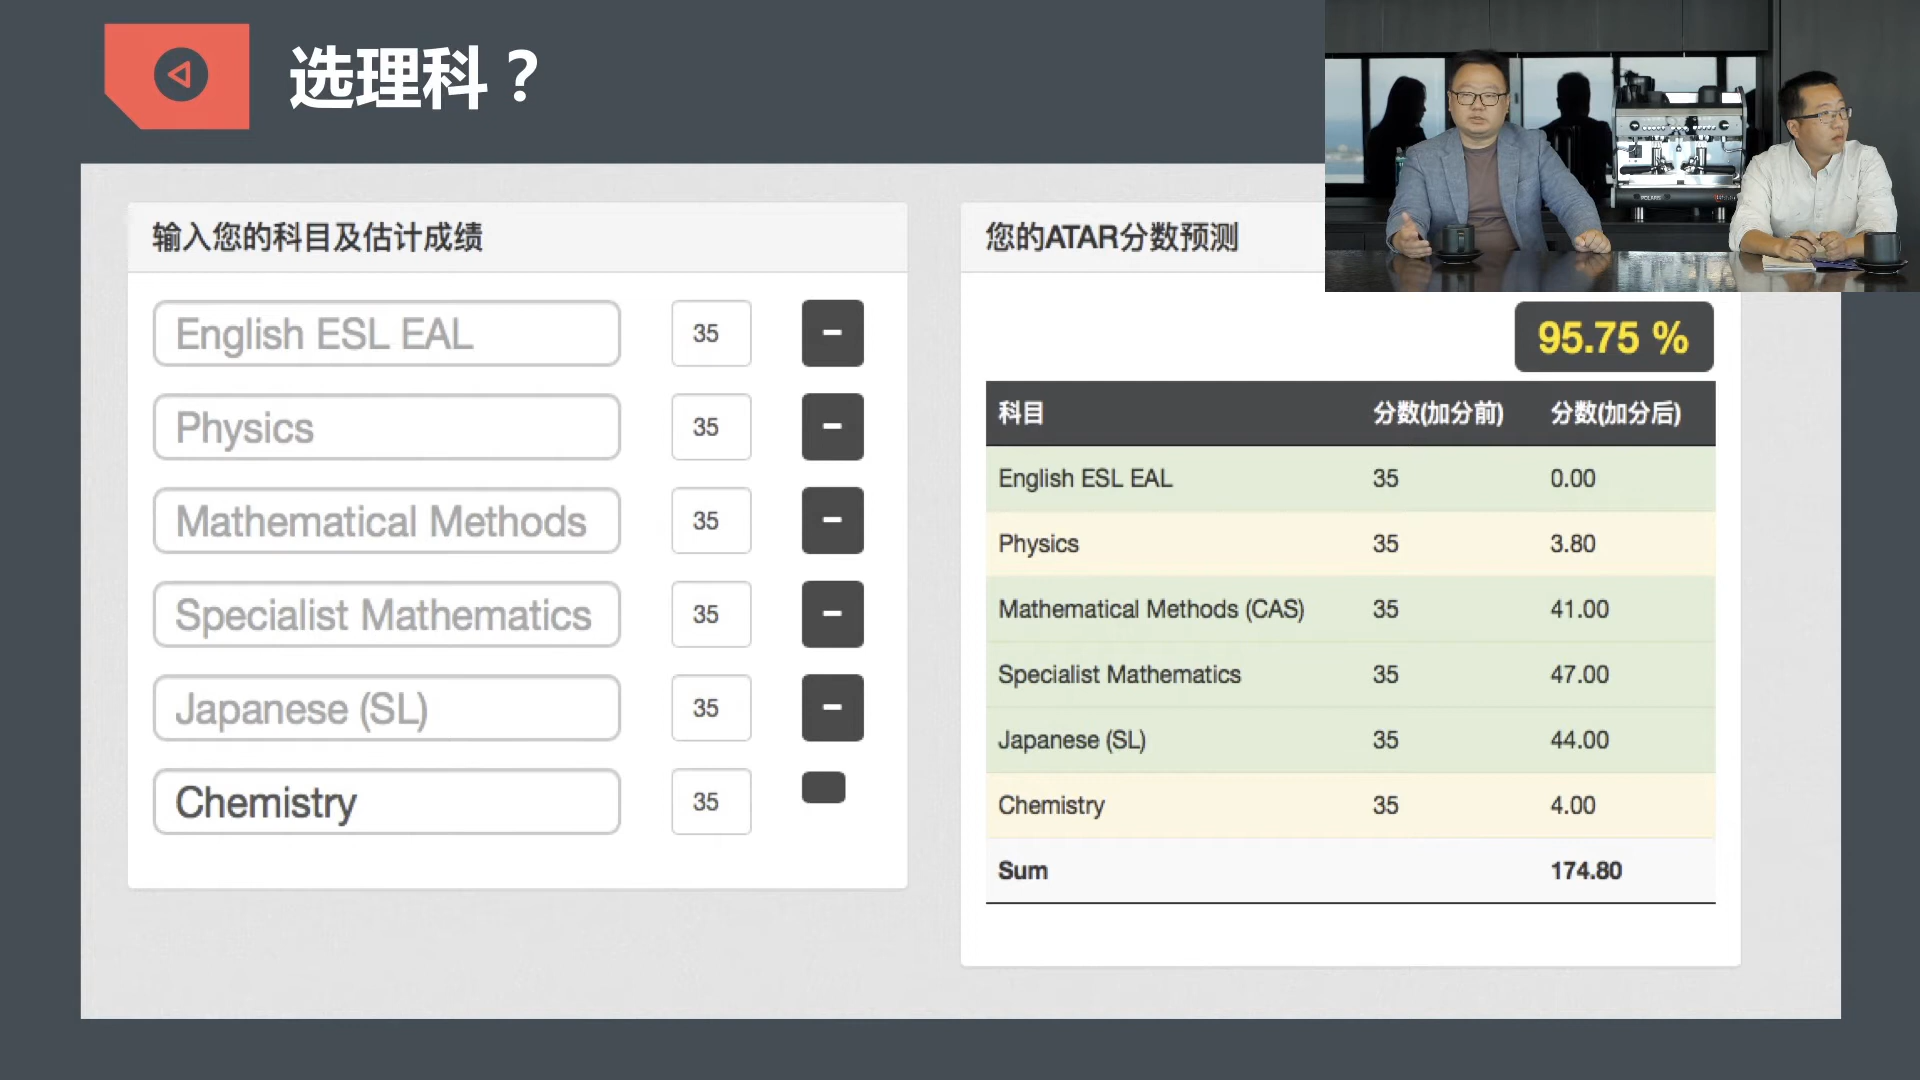 选理科？
输入您的科目及估计成绩
English ESL EAL 35 −
Physics 35 −
Mathematical Methods 35 −
Specialist Mathematics 35 −
Japanese (SL) 35 −
Chemistry 35
您的ATAR分数预测
95.75 %
科目 分数(加分前) 分数(加分后)
English ESL EAL 35 0.00
Physics 35 3.80
Mathematical Methods (CAS) 35 41.00
Specialist Mathematics 35 47.00
Japanese (SL) 35 44.00
Chemistry 35 4.00
Sum 174.80